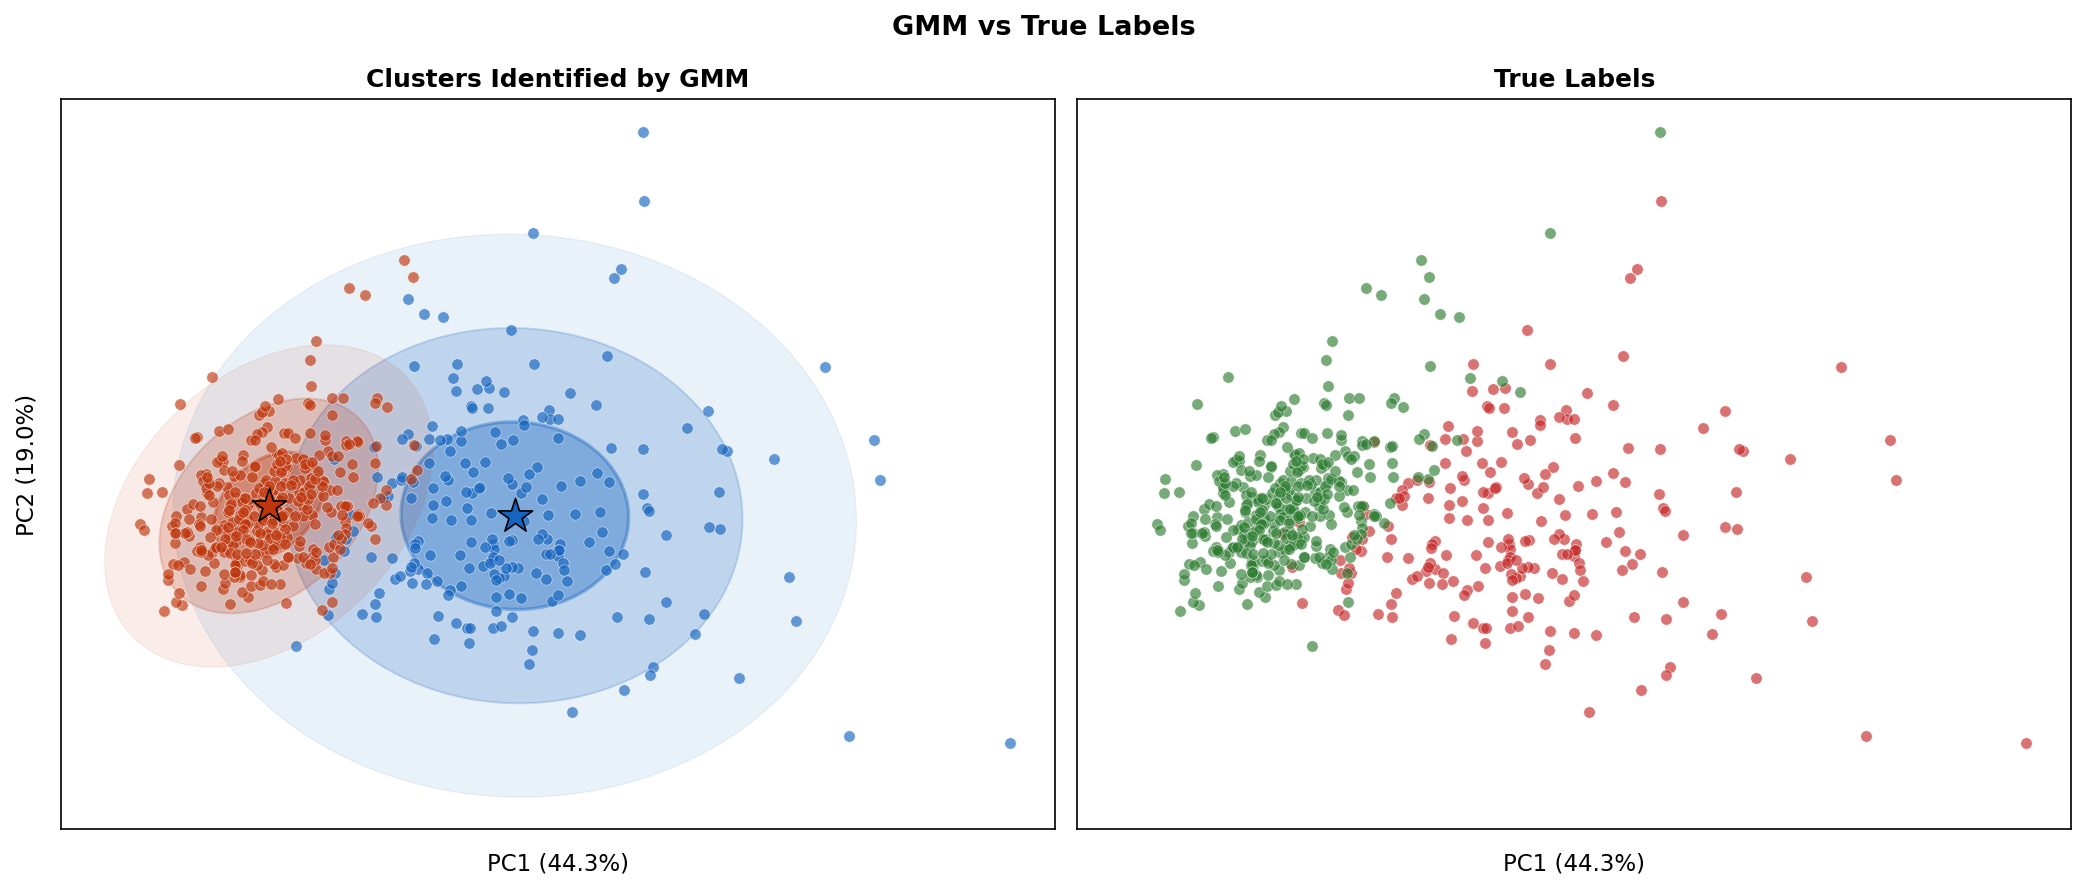 GMM vs True Labels
Clusters Identified by GMM
True Labels
PC2 (19.0%)
PC1 (44.3%)
PC1 (44.3%)